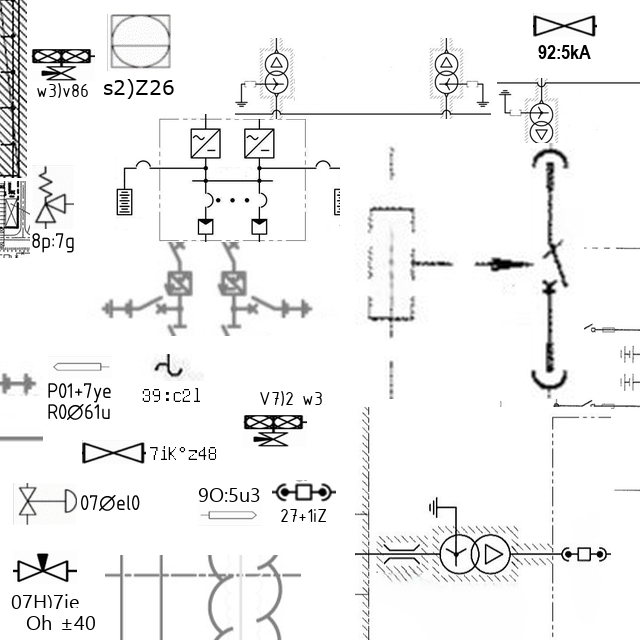 92:5kA
w3)v86
s2)Z26
8p:7g
P01+7ye
R0Ø61u
39:c2l
V7)2 w3
7iK°z48
07Øel0
9O:5u3
27+1iZ
07H)7ie
Oh ±40